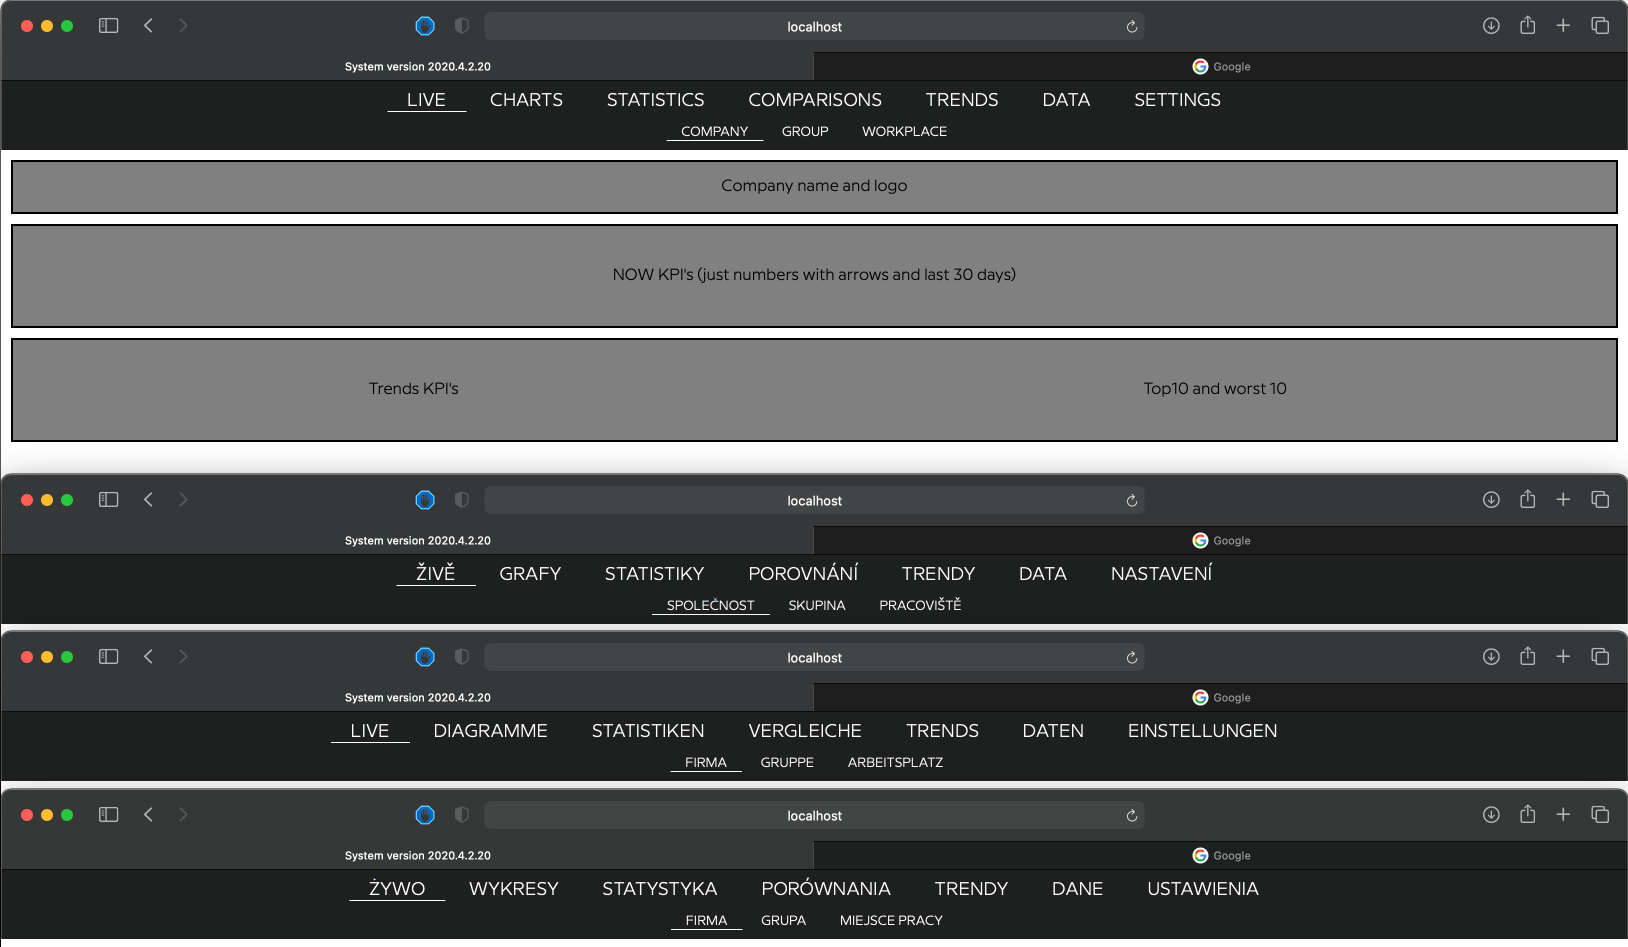 localhost
System version 2020.4.2.20 Google
LIVE CHARTS STATISTICS COMPARISONS TRENDS DATA SETTINGS
COMPANY GROUP WORKPLACE
Company name and logo
NOW KPI's (just numbers with arrows and last 30 days)
Trends KPI's Top10 and worst 10
localhost
System version 2020.4.2.20 Google
ŽIVĚ GRAFY STATISTIKY POROVNÁNÍ TRENDY DATA NASTAVENÍ
SPOLEČNOST SKUPINA PRACOVIŠTĚ
localhost
System version 2020.4.2.20 Google
LIVE DIAGRAMME STATISTIKEN VERGLEICHE TRENDS DATEN EINSTELLUNGEN
FIRMA GRUPPE ARBEITSPLATZ
localhost
System version 2020.4.2.20 Google
ŻYWO WYKRESY STATYSTYKA PORÓWNANIA TRENDY DANE USTAWIENIA
FIRMA GRUPA MIEJSCE PRACY